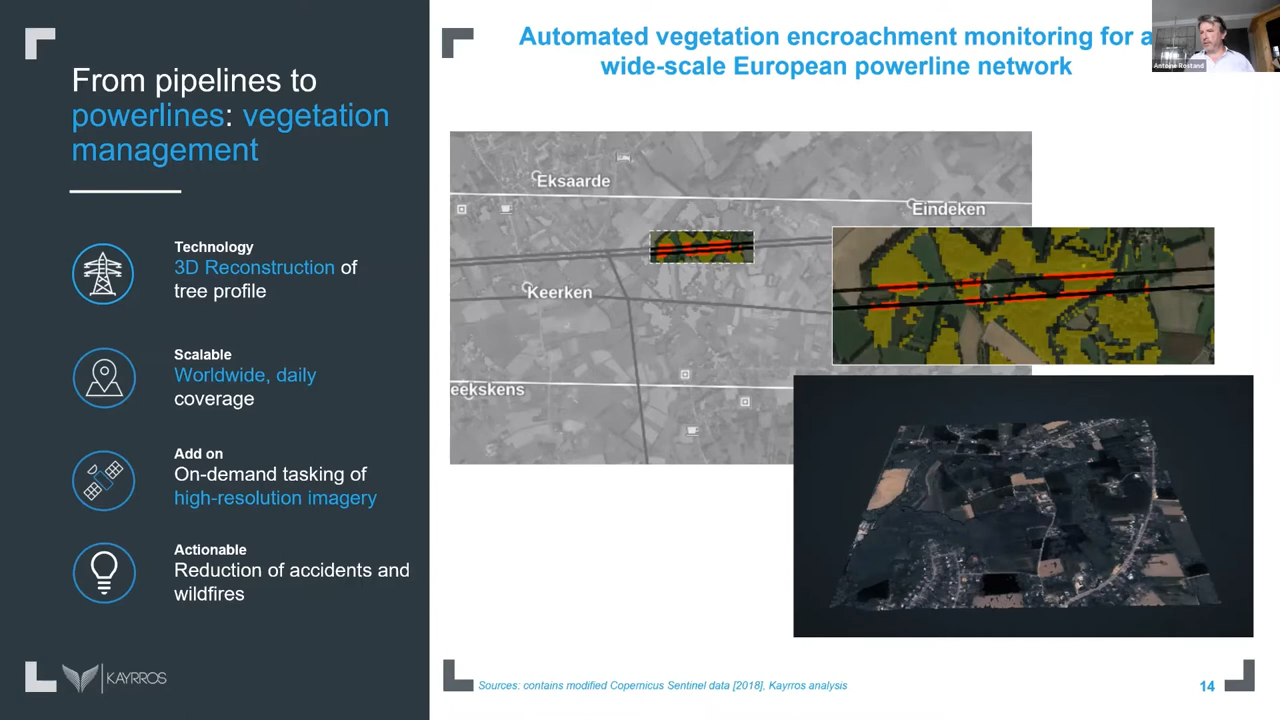 From pipelines to
powerlines: vegetation
management
Technology
3D Reconstruction of
tree profile
Scalable
Worldwide, daily
coverage
Add on
On-demand tasking of
high-resolution imagery
Actionable
Reduction of accidents and
wildfires
KAYRROS
Automated vegetation encroachment monitoring for a
wide-scale European powerline network
Antoine Rostand
Eksaarde
Eindeken
Keerken
eekskens
Sources: contains modified Copernicus Sentinel data [2018], Kayrros analysis
14